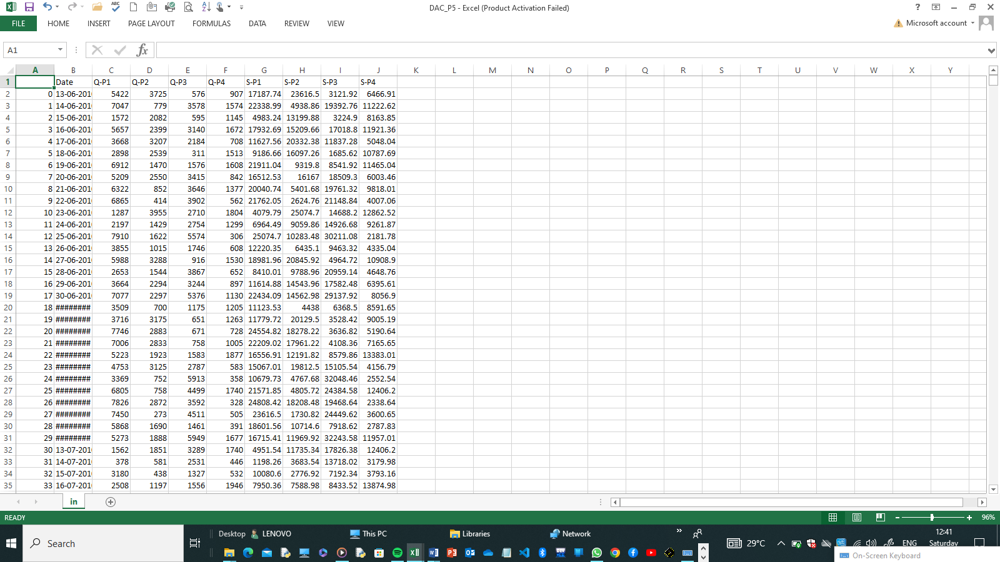 DAC_P5 - Excel (Product Activation Failed)
FILE HOME INSERT PAGE LAYOUT FORMULAS DATA REVIEW VIEW Microsoft account
A1 fx
A B C D E F G H I J K L M N O P Q R S T U V W X Y
1 Date Q-P1 Q-P2 Q-P3 Q-P4 S-P1 S-P2 S-P3 S-P4
2 0 13-06-201 5422 3725 576 907 17187.74 23616.5 3121.92 6466.91
3 1 14-06-201 7047 779 3578 1574 22338.99 4938.86 19392.76 11222.62
4 2 15-06-201 1572 2082 595 1145 4983.24 13199.88 3224.9 8163.85
5 3 16-06-201 5657 2399 3140 1672 17932.69 15209.66 17018.8 11921.36
6 4 17-06-201 3668 3207 2184 708 11627.56 20332.38 11837.28 5048.04
7 5 18-06-201 2898 2539 311 1513 9186.66 16097.26 1685.62 10787.69
8 6 19-06-201 6912 1470 1576 1608 21911.04 9319.8 8541.92 11465.04
9 7 20-06-201 5209 2550 3415 842 16512.53 16167 18509.3 6003.46
10 8 21-06-201 6322 852 3646 1377 20040.74 5401.68 19761.32 9818.01
11 9 22-06-201 6865 414 3902 562 21762.05 2624.76 21148.84 4007.06
12 10 23-06-201 1287 3955 2710 1804 4079.79 25074.7 14688.2 12862.52
13 11 24-06-201 2197 1429 2754 1299 6964.49 9059.86 14926.68 9261.87
14 12 25-06-201 7910 1622 5574 306 25074.7 10283.48 30211.08 2181.78
15 13 26-06-201 3855 1015 1746 608 12220.35 6435.1 9463.32 4335.04
16 14 27-06-201 5988 3288 916 1530 18981.96 20845.92 4964.72 10908.9
17 15 28-06-201 2653 1544 3867 652 8410.01 9788.96 20959.14 4648.76
18 16 29-06-201 3664 2294 3244 897 11614.88 14543.96 17582.48 6395.61
19 17 30-06-201 7077 2297 5376 1130 22434.09 14562.98 29137.92 8056.9
20 18 ######## 3509 700 1175 1205 11123.53 4438 6368.5 8591.65
21 19 ######## 3716 3175 651 1263 11779.72 20129.5 3528.42 9005.19
22 20 ######## 7746 2883 671 728 24554.82 18278.22 3636.82 5190.64
23 21 ######## 7006 2833 758 1005 22209.02 17961.22 4108.36 7165.65
24 22 ######## 5223 1923 1583 1877 16556.91 12191.82 8579.86 13383.01
25 23 ######## 4753 3125 2787 583 15067.01 19812.5 15105.54 4156.79
26 24 ######## 3369 752 5913 358 10679.73 4767.68 32048.46 2552.54
27 25 ######## 6805 758 4499 1740 21571.85 4805.72 24384.58 12406.2
28 26 ######## 7826 2872 3592 328 24808.42 18208.48 19468.64 2338.64
29 27 ######## 7450 273 4511 505 23616.5 1730.82 24449.62 3600.65
30 28 ######## 5868 1690 1461 391 18601.56 10714.6 7918.62 2787.83
31 29 ######## 5273 1888 5949 1677 16715.41 11969.92 32243.58 11957.01
32 30 13-07-201 1562 1851 3289 1740 4951.54 11735.34 17826.38 12406.2
33 31 14-07-201 378 581 2531 446 1198.26 3683.54 13718.02 3179.98
34 32 15-07-201 3180 438 1327 532 10080.6 2776.92 7192.34 3793.16
35 33 16-07-201 2508 1197 1556 1946 7950.36 7588.98 8433.52 13874.98
in
READY 96%
Desktop LENOVO This PC Libraries Network
Search 29°C ENG 12:41
Saturday
On-Screen Keyboard